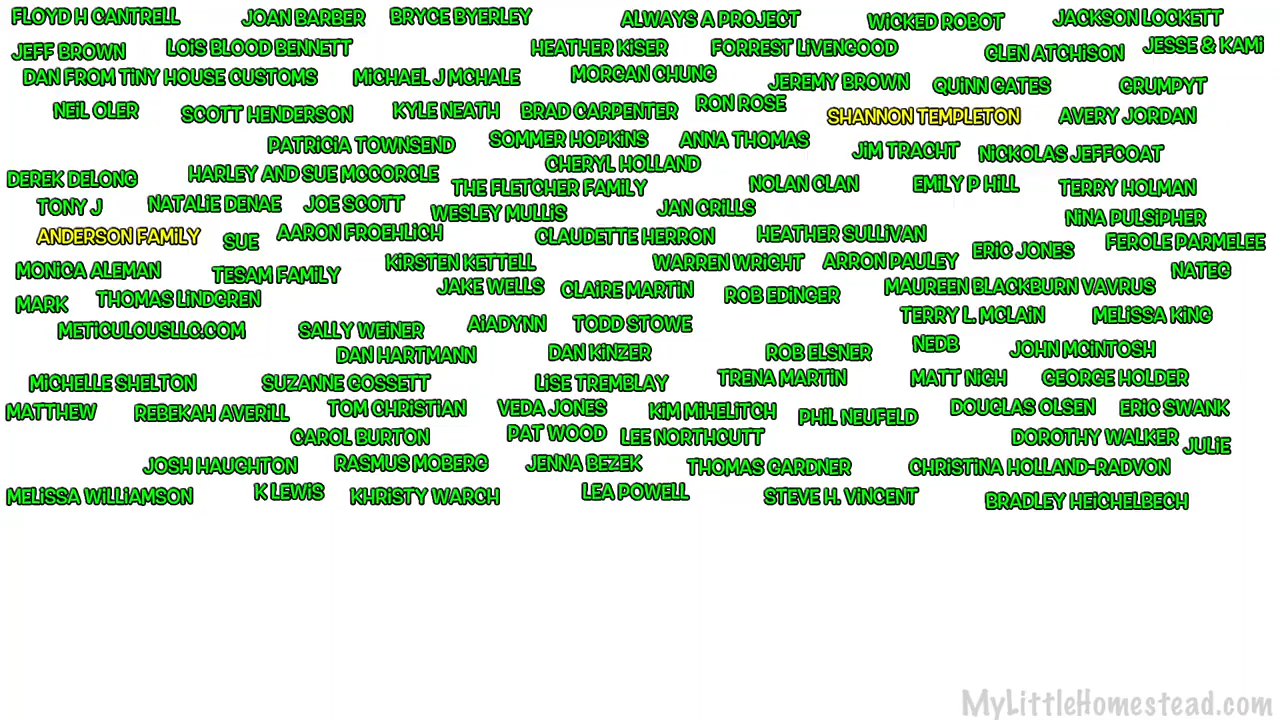 FLOYD H CANTRELL JOAN BARBER BRYCE BYERLEY ALWAYS A PROJECT WiCKED ROBOT JACKSON LOCKETT
JEFF BROWN LOiS BLOOD BENNETT HEATHER KiSER FORREST LiVENGOOD GLEN ATCHiSON JESSE & KAMi
DAN FROM TiNY HOUSE CUSTOMS MiCHAEL J MCHALE MORGAN CHUNG JEREMY BROWN QUiNN GATES GRUMPYT
NEiL OLER SCOTT HENDERSON KYLE NEATH BRAD CARPENTER RON ROSE SHANNON TEMPLETON AVERY JORDAN
PATRiCiA TOWNSEND SOMMER HOPKiNS ANNA THOMAS JiM TRACHT NiCKOLAS JEFFCOAT
CHERYL HOLLAND
DEREK DELONG HARLEY AND SUE MCCORCLE THE FLETCHER FAMiLY NOLAN CLAN EMiLY P HiLL TERRY HOLMAN
TONY J NATALiE DENAE JOE SCOTT WESLEY MULLiS JAN CRiLLS NiNA PULSiPHER
ANDERSON FAMiLY SUE AARON FROEHLiCH CLAUDETTE HERRON HEATHER SULLiVAN ERiC JONES FEROLE PARMELEE
MONiCA ALEMAN TESAM FAMiLY KiRSTEN KETTELL WARREN WRiGHT ARRON PAULEY NATEG
MARK THOMAS LiNDGREN JAKE WELLS CLAiRE MARTiN ROB EDiNGER MAUREEN BLACKBURN VAVRUS
METiCULOUSLLC.COM SALLY WEiNER AiADYNN TODD STOWE TERRY L. MCLAiN MELiSSA KiNG
DAN HARTMANN DAN KiNZER ROB ELSNER NEDB JOHN MCiNTOSH
MiCHELLE SHELTON SUZANNE GOSSETT LiSE TREMBLAY TRENA MARTiN MATT NiGH GEORGE HOLDER
MATTHEW REBEKAH AVERiLL TOM CHRiSTiAN VEDA JONES KiM MiHELiTCH PHiL NEUFELD DOUGLAS OLSEN ERiC SWANK
CAROL BURTON PAT WOOD LEE NORTHCUTT DOROTHY WALKER JULiE
JOSH HAUGHTON RASMUS MOBERG JENNA BEZEK THOMAS GARDNER CHRiSTiNA HOLLAND-RADVON
MELiSSA WiLLiAMSON K LEWiS KHRiSTY WARCH LEA POWELL STEVE H. ViNCENT BRADLEY HEiCHELBECH
MyLittleHomestead.com